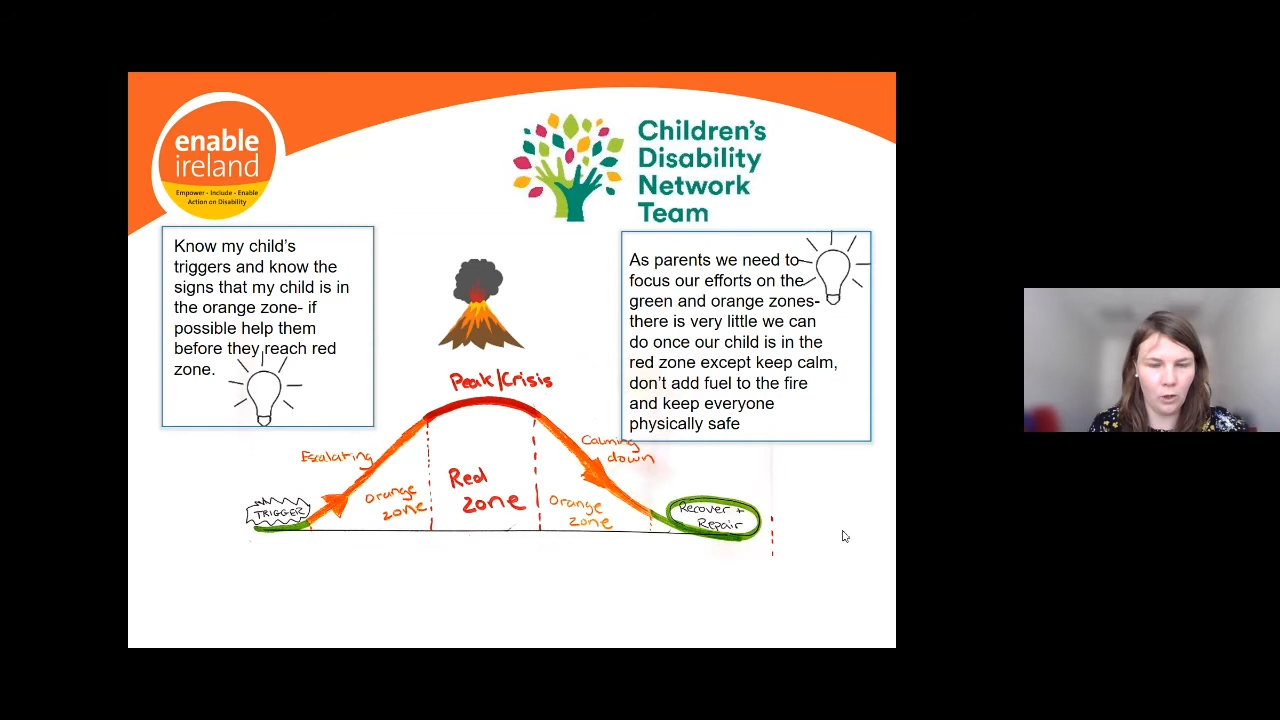 enable
ireland
Empower - Include - Enable
Action on Disability
Children's
Disability
Network
Team
Know my child's
triggers and know the
signs that my child is in
the orange zone- if
possible help them
before they reach red
zone.
As parents we need to
focus our efforts on the
green and orange zones-
there is very little we can
do once our child is in the
red zone except keep calm,
don't add fuel to the fire
and keep everyone
physically safe
Peak/Crisis
Escalating
Calming
down
TRIGGER
Orange
zone
Red
zone
Orange
zone
Recover +
Repair